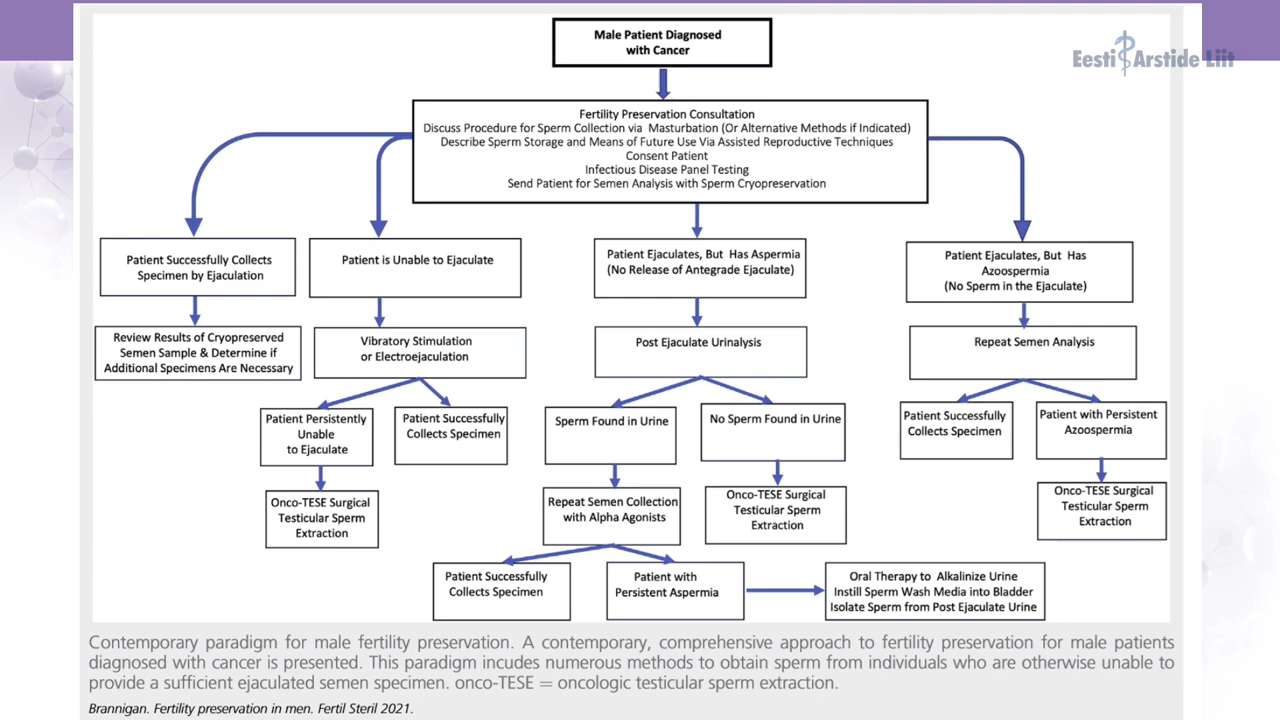 Male Patient Diagnosed
with Cancer
Eesti Arstide Liit
Fertility Preservation Consultation
Discuss Procedure for Sperm Collection via Masturbation (Or Alternative Methods if Indicated)
Describe Sperm Storage and Means of Future Use Via Assisted Reproductive Techniques
Consent Patient
Infectious Disease Panel Testing
Send Patient for Semen Analysis with Sperm Cryopreservation
Patient Successfully Collects
Specimen by Ejaculation
Patient is Unable to Ejaculate
Patient Ejaculates, But Has Aspermia
(No Release of Antegrade Ejaculate)
Patient Ejaculates, But Has
Azoospermia
(No Sperm in the Ejaculate)
Review Results of Cryopreserved
Semen Sample & Determine if
Additional Specimens Are Necessary
Vibratory Stimulation
or Electroejaculation
Post Ejaculate Urinalysis
Repeat Semen Analysis
Patient Persistently
Unable
to Ejaculate
Patient Successfully
Collects Specimen
Sperm Found in Urine
No Sperm Found in Urine
Patient Successfully
Collects Specimen
Patient with Persistent
Azoospermia
Onco-TESE Surgical
Testicular Sperm
Extraction
Repeat Semen Collection
with Alpha Agonists
Onco-TESE Surgical
Testicular Sperm
Extraction
Onco-TESE Surgical
Testicular Sperm
Extraction
Patient Successfully
Collects Specimen
Patient with
Persistent Aspermia
Oral Therapy to Alkalinize Urine
Instill Sperm Wash Media into Bladder
Isolate Sperm from Post Ejaculate Urine
Contemporary paradigm for male fertility preservation. A contemporary, comprehensive approach to fertility preservation for male patients
diagnosed with cancer is presented. This paradigm incudes numerous methods to obtain sperm from individuals who are otherwise unable to
provide a sufficient ejaculated semen specimen. onco-TESE = oncologic testicular sperm extraction.
Brannigan. Fertility preservation in men. Fertil Steril 2021.